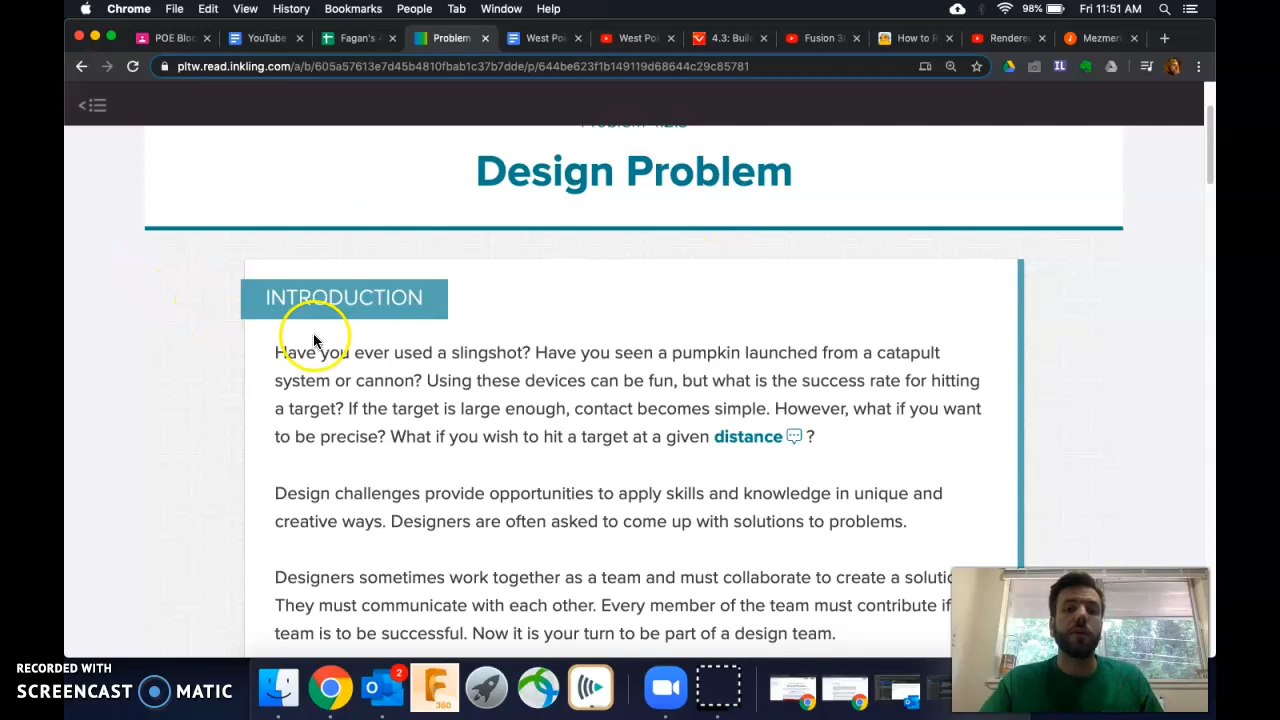 Chrome File Edit View History Bookmarks People Tab Window Help 98% Fri 11:51 AM
POE Bloc YouTube Fagan's 4 Problem West Poi West Poi 4.3: Buil Fusion 3 How to R Rendere Mezmer
pltw.read.inkling.com/a/b/605a57613e7d45b4810fbab1c37b7dde/p/644be623f1b149119d68644c29c85781
Design Problem
INTRODUCTION
Have you ever used a slingshot? Have you seen a pumpkin launched from a catapult
system or cannon? Using these devices can be fun, but what is the success rate for hitting
a target? If the target is large enough, contact becomes simple. However, what if you want
to be precise? What if you wish to hit a target at a given distance ?
Design challenges provide opportunities to apply skills and knowledge in unique and
creative ways. Designers are often asked to come up with solutions to problems.
Designers sometimes work together as a team and must collaborate to create a solutio
They must communicate with each other. Every member of the team must contribute if
team is to be successful. Now it is your turn to be part of a design team.
RECORDED WITH
SCREENCAST MATIC
2
360